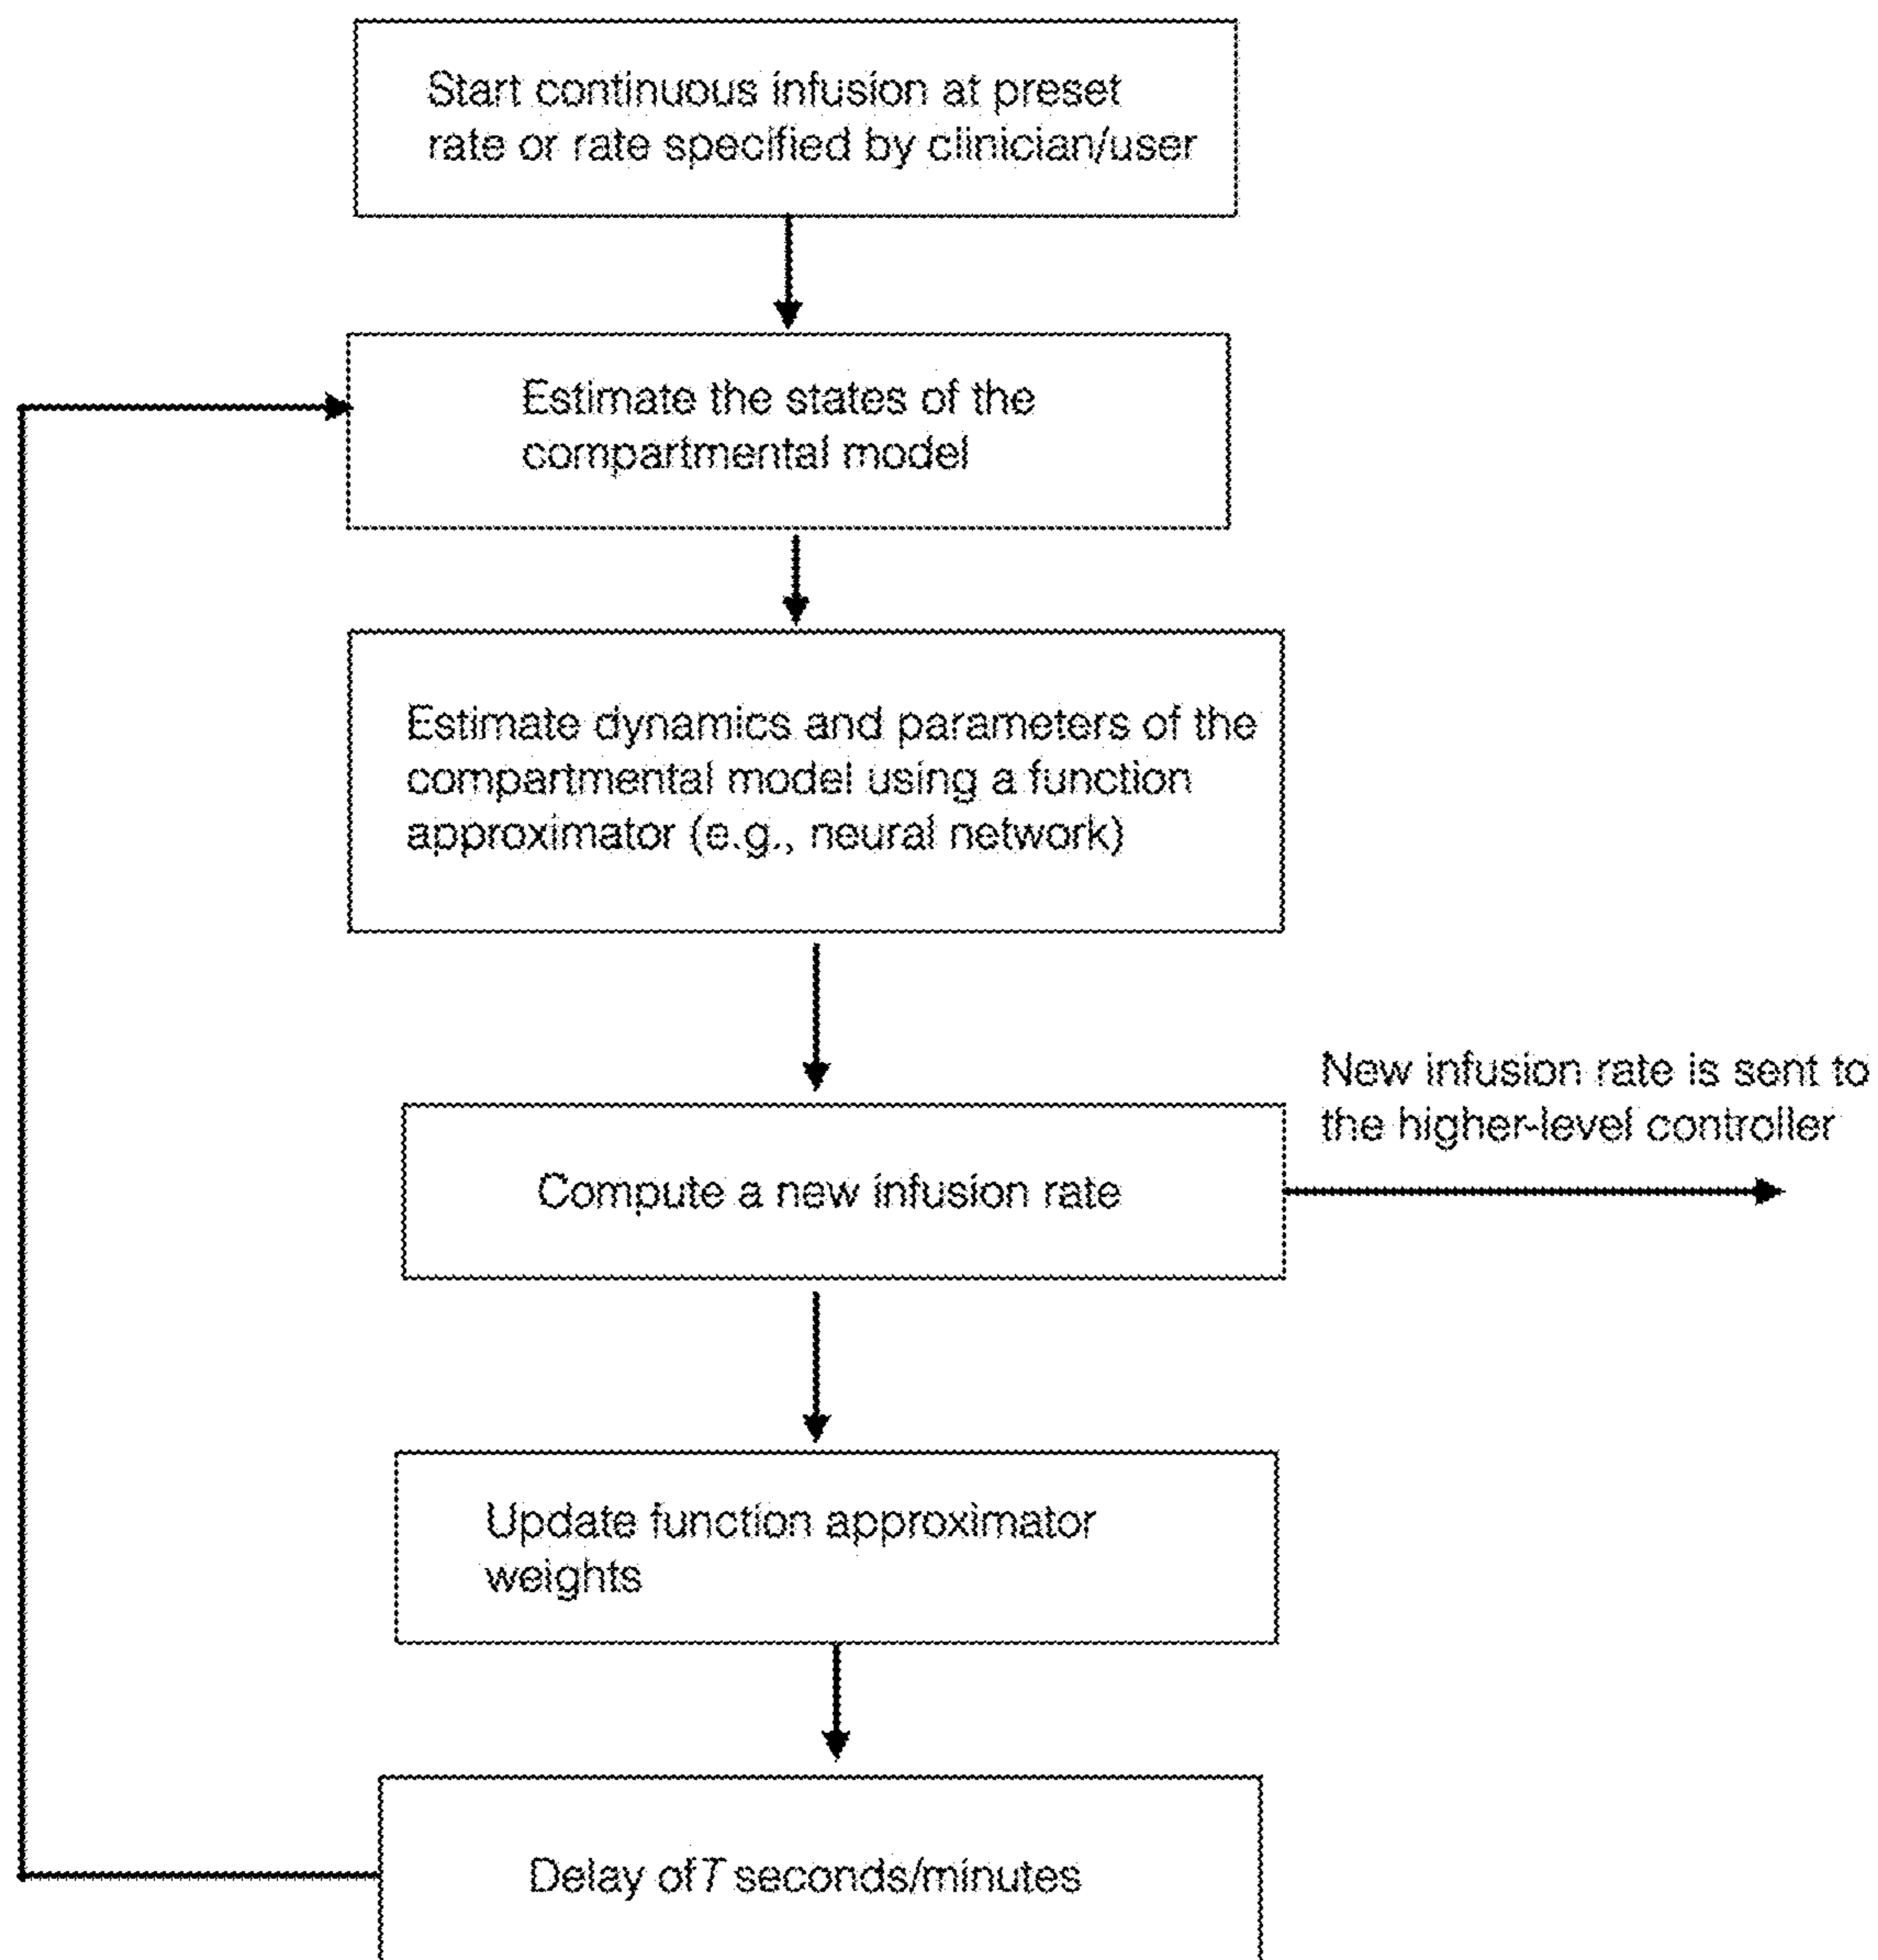 Start continuous infusion at preset
rate or rate specified by clinician/user
Estimate the states of the
compartmental model
Estimate dynamics and parameters of the
compartmental model using a function
approximator (e.g., neural network)
New infusion rate is sent to
the higher-level controller
Compute a new infusion rate
Update function approximator
weights
Delay of T seconds/minutes